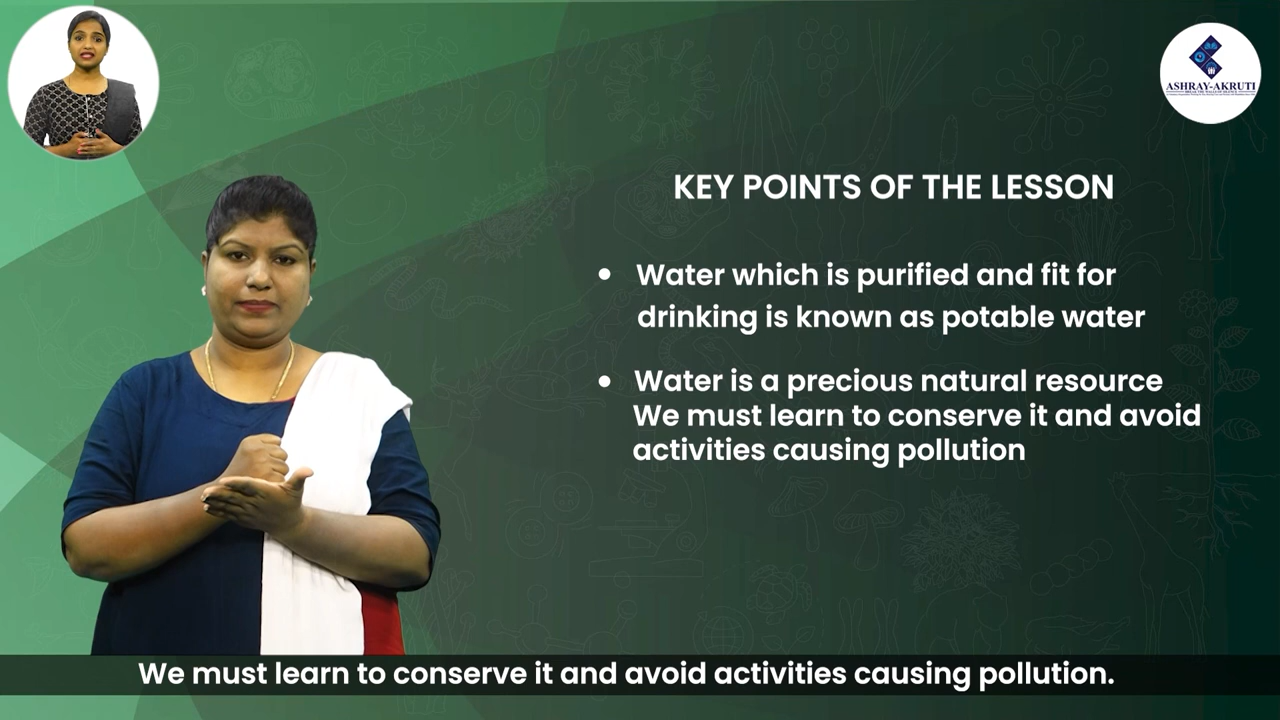 ASHRAY-AKRUTI
KEY POINTS OF THE LESSON
• Water which is purified and fit for
drinking is known as potable water
• Water is a precious natural resource
We must learn to conserve it and avoid
activities causing pollution
We must learn to conserve it and avoid activities causing pollution.